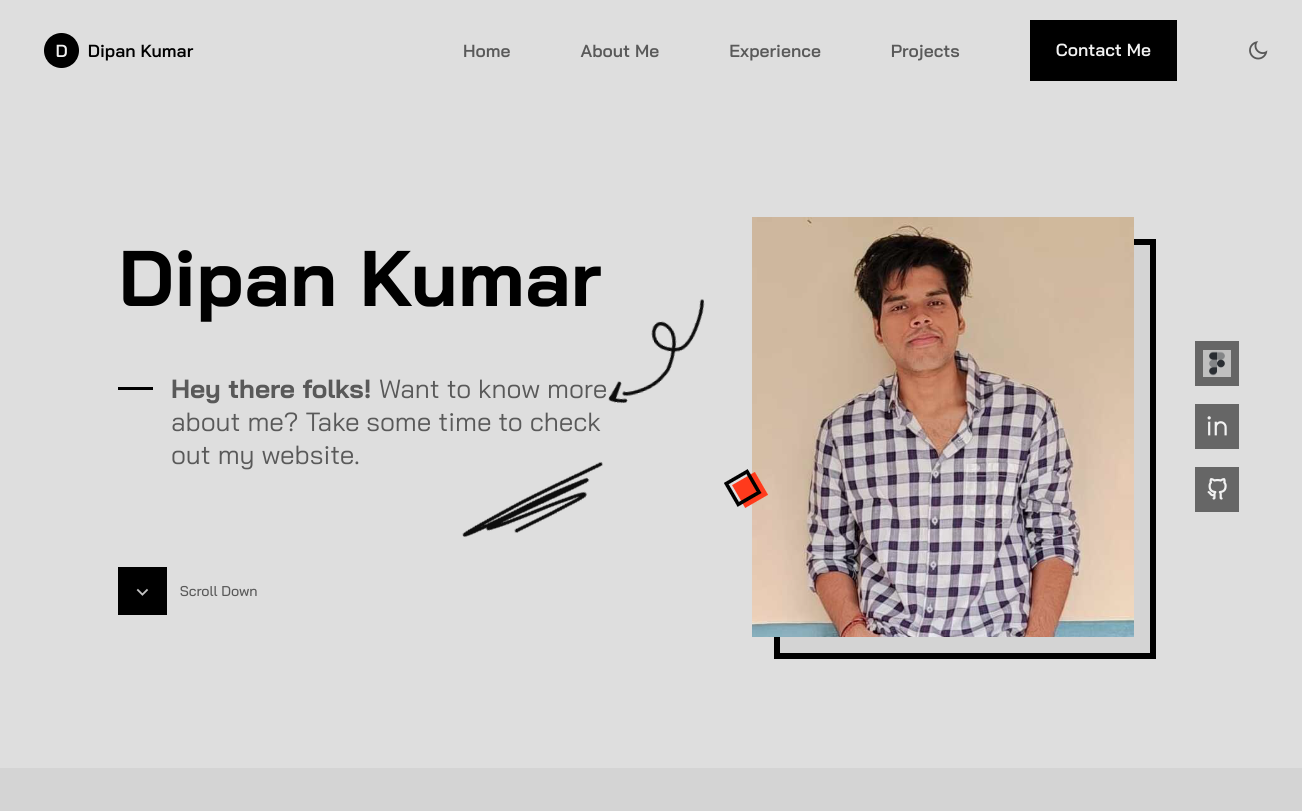 D Dipan Kumar Home About Me Experience Projects Contact Me
Dipan Kumar
Hey there folks! Want to know more
about me? Take some time to check
out my website.
in
Scroll Down